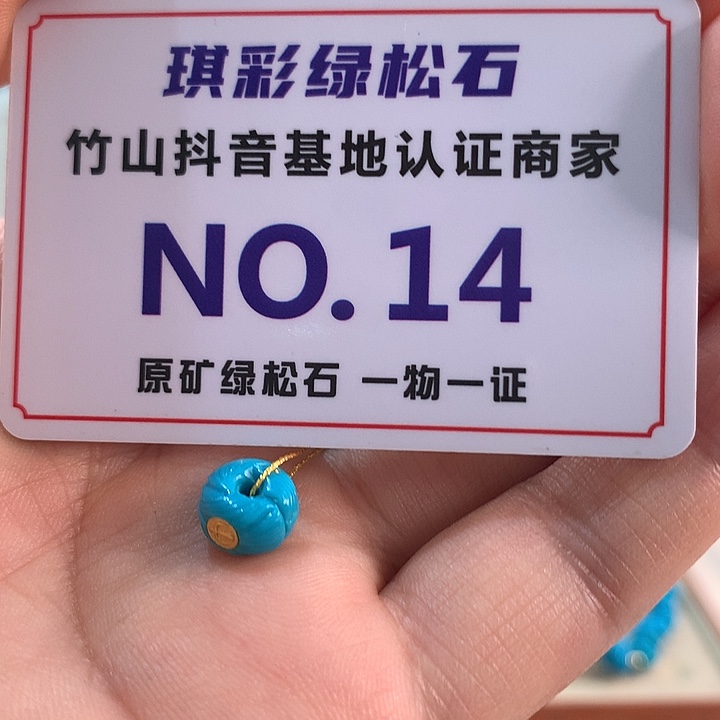 琪彩绿松石
竹山抖音基地认证商家
NO.14
原矿绿松石 一物一证